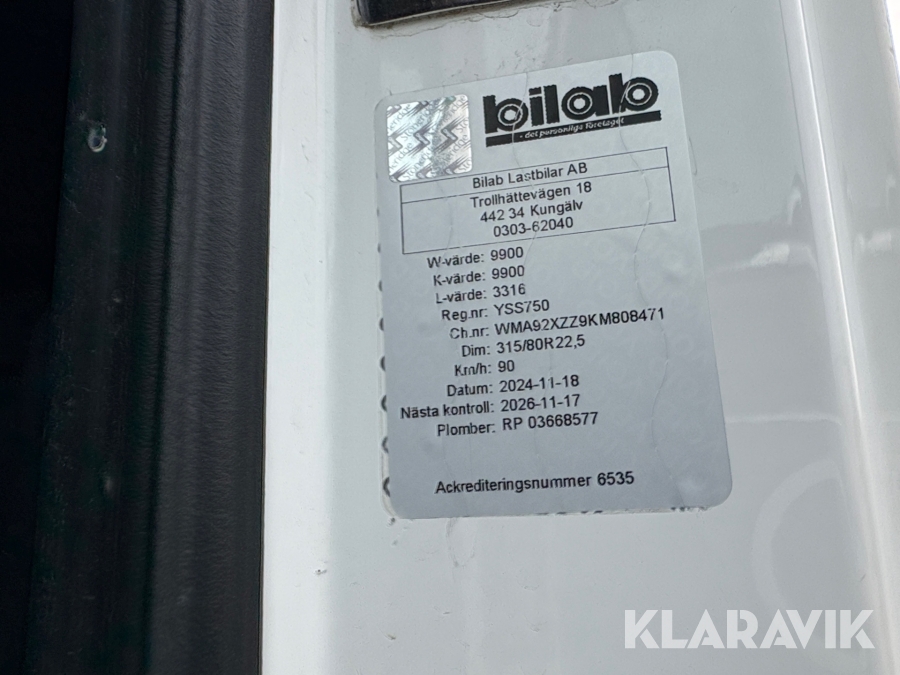 bilab
- det personliga företaget
Bilab Lastbilar AB
Trollhättevägen 18
442 34 Kungälv
0303-62040
W-värde: 9900
K-värde: 9900
L-värde: 3316
Reg.nr: YSS750
Ch.nr: WMA92XZZ9KM808471
Dim: 315/80R22,5
Km/h: 90
Datum: 2024-11-18
Nästa kontroll: 2026-11-17
Plomber: RP 03668577
Ackrediteringsnummer 6535
KLARAVIK